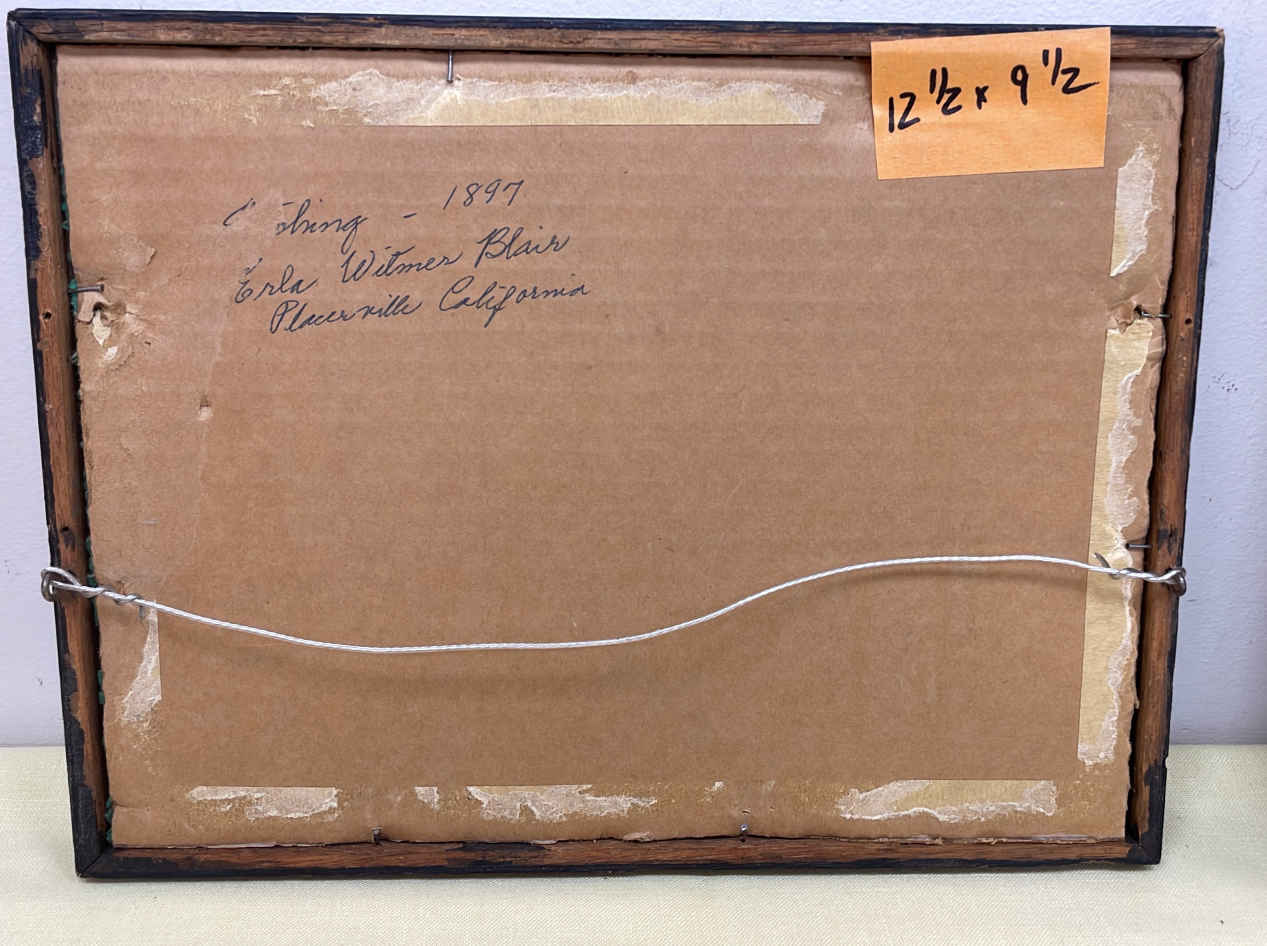 12 1/2 x 9 1/2
- 1897
Erla Witmer Blair
Placerville California